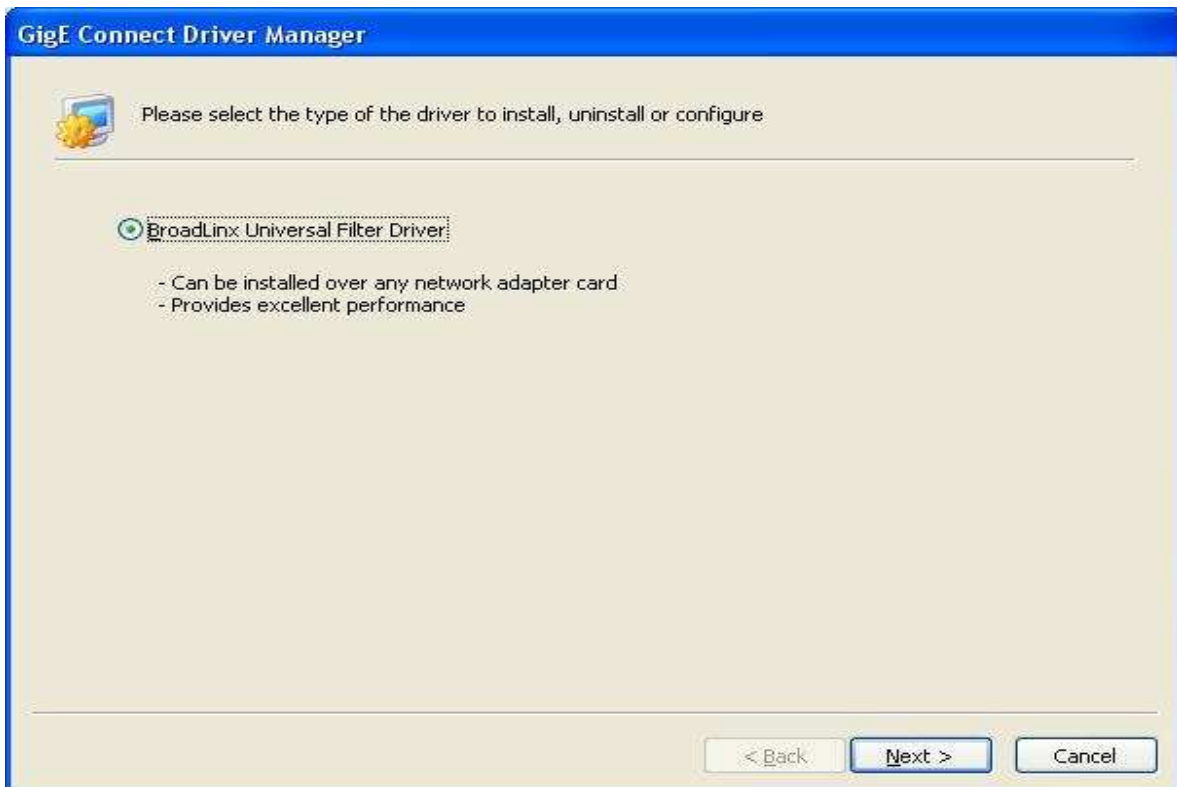 GigE Connect Driver Manager
Please select the type of the driver to install, uninstall or configure
BroadLinx Universal Filter Driver
- Can be installed over any network adapter card
- Provides excellent performance
< Back Next > Cancel